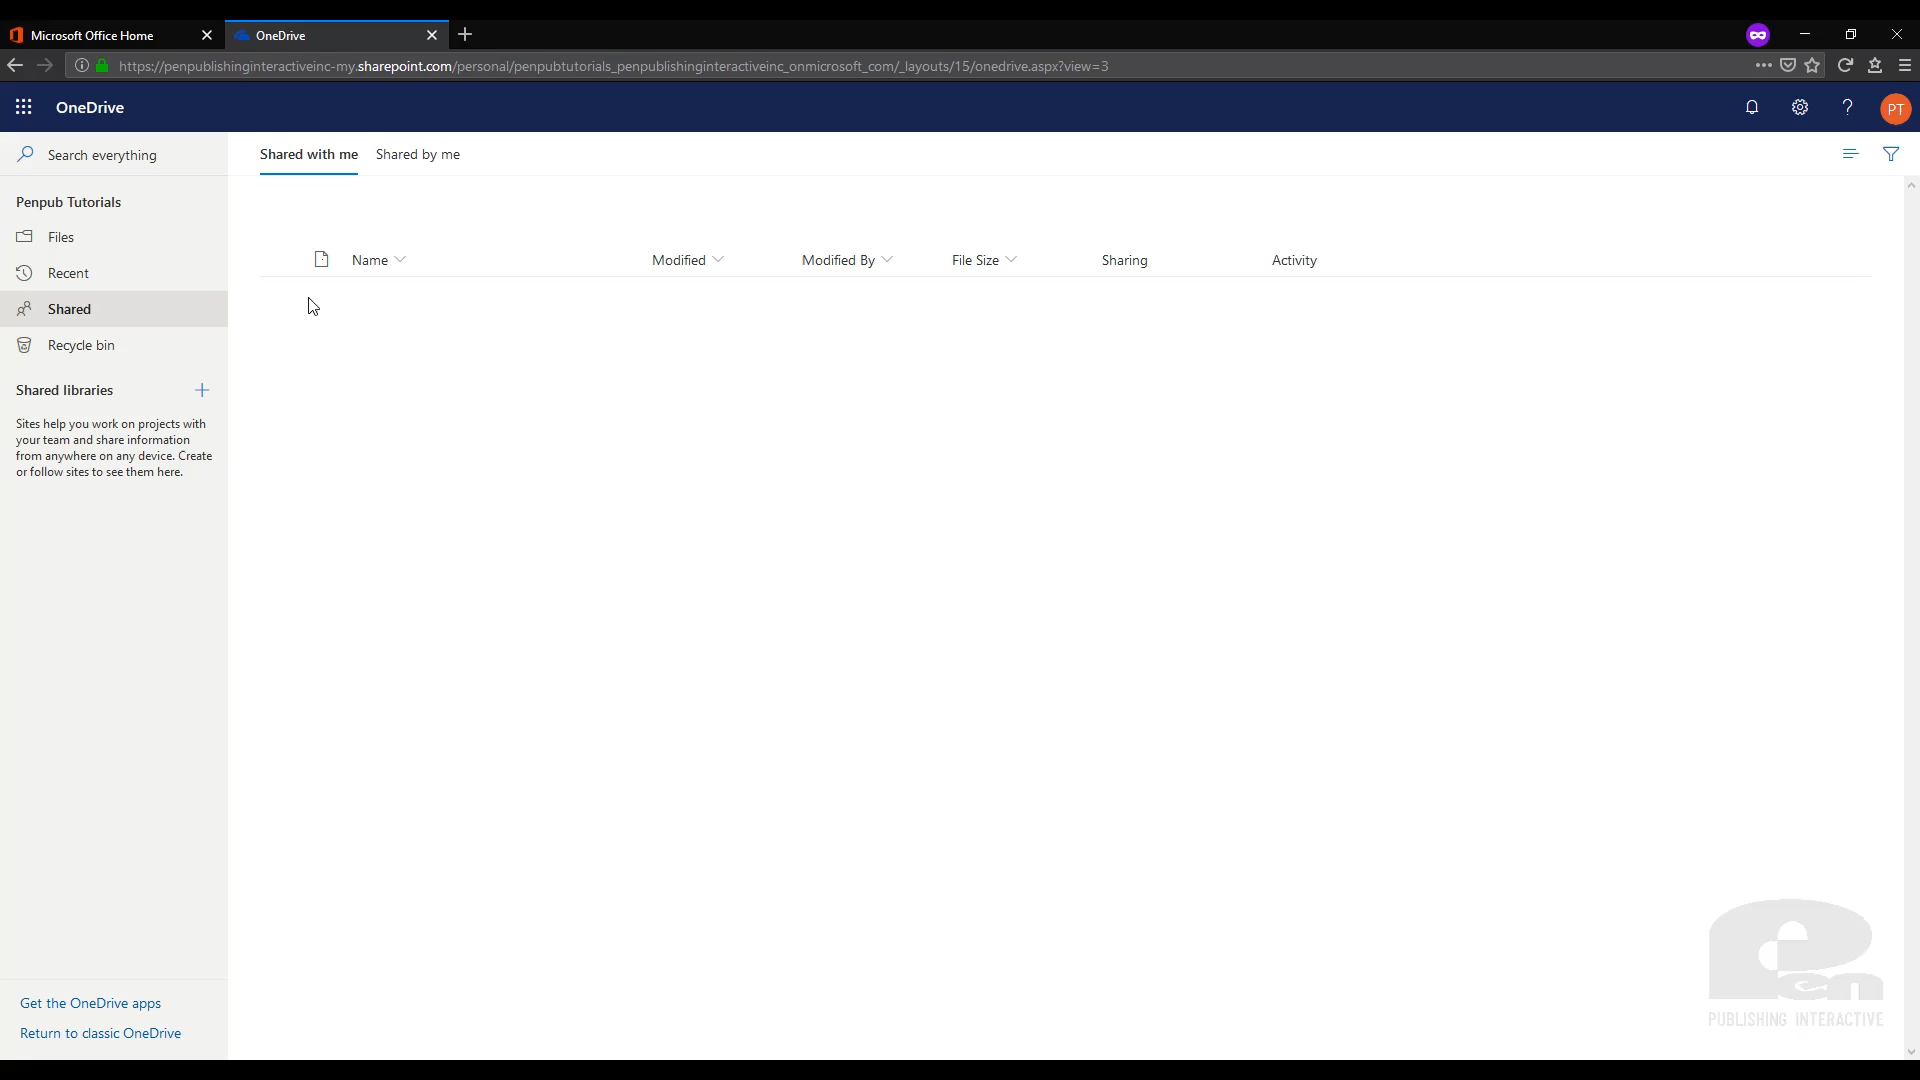 Microsoft Office Home
OneDrive
https://penpublishinginteractiveinc-my.sharepoint.com/personal/penpubtutorials_penpublishinginteractiveinc_onmicrosoft_com/_layouts/15/onedrive.aspx?view=3
OneDrive
PT
Search everything
Shared with me
Shared by me
Penpub Tutorials
Files
Recent
Shared
Recycle bin
Shared libraries
Sites help you work on projects with
your team and share information
from anywhere on any device. Create
or follow sites to see them here.
Name
Modified
Modified By
File Size
Sharing
Activity
Get the OneDrive apps
Return to classic OneDrive
Pen
PUBLISHING INTERACTIVE